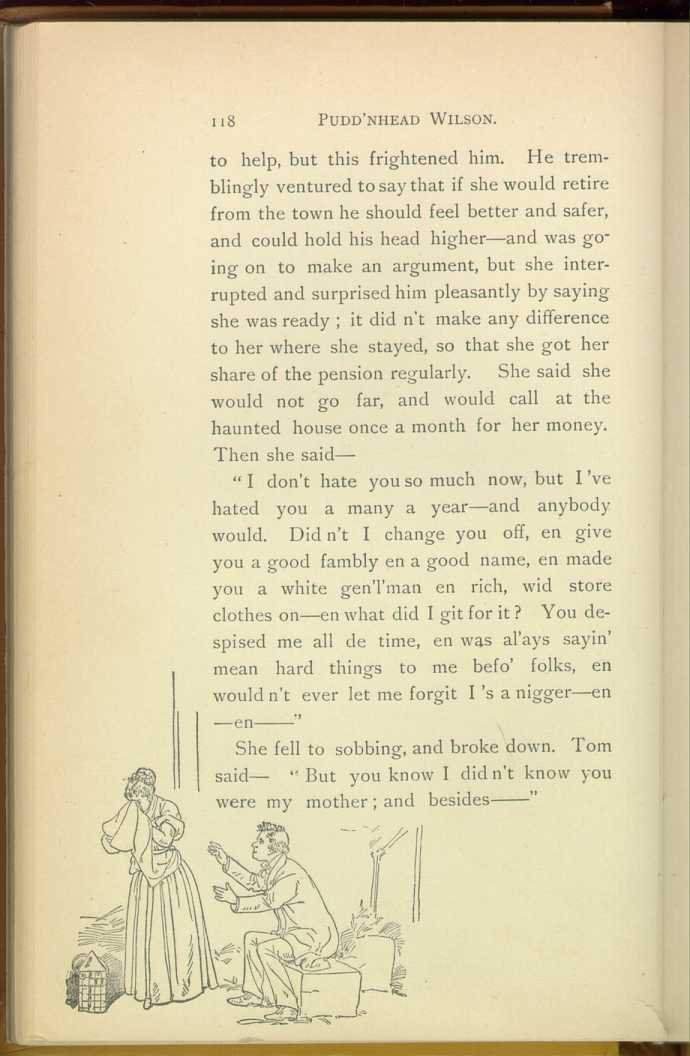 118 PUDD'NHEAD WILSON.
to help, but this frightened him. He trem-
blingly ventured to say that if she would retire
from the town he should feel better and safer,
and could hold his head higher—and was go-
ing on to make an argument, but she inter-
rupted and surprised him pleasantly by saying
she was ready ; it did n't make any difference
to her where she stayed, so that she got her
share of the pension regularly. She said she
would not go far, and would call at the
haunted house once a month for her money.
Then she said—
“ I don't hate you so much now, but I 've
hated you a many a year—and anybody
would. Did n't I change you off, en give
you a good fambly en a good name, en made
you a white gen'l'man en rich, wid store
clothes on—en what did I git for it ? You de-
spised me all de time, en was al'ays sayin'
mean hard things to me befo' folks, en
would n't ever let me forgit I 's a nigger—en
—en——”
She fell to sobbing, and broke down. Tom
said— “ But you know I did n't know you
were my mother ; and besides——”